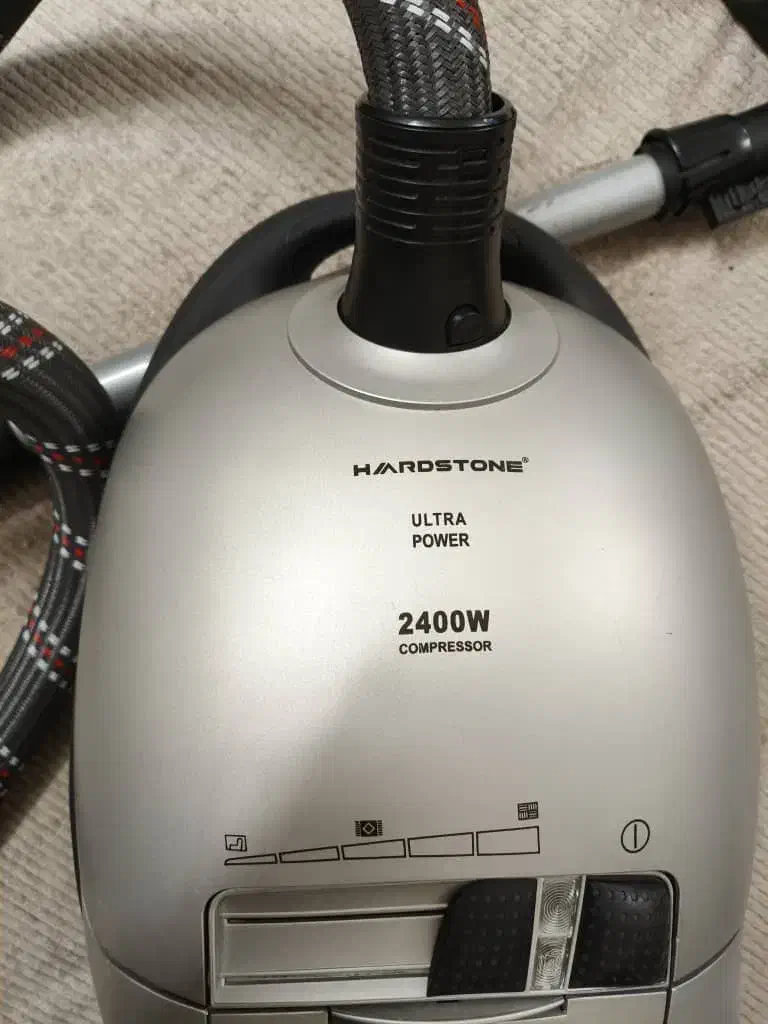 HARDSTONE®
ULTRA
POWER
2400W
COMPRESSOR